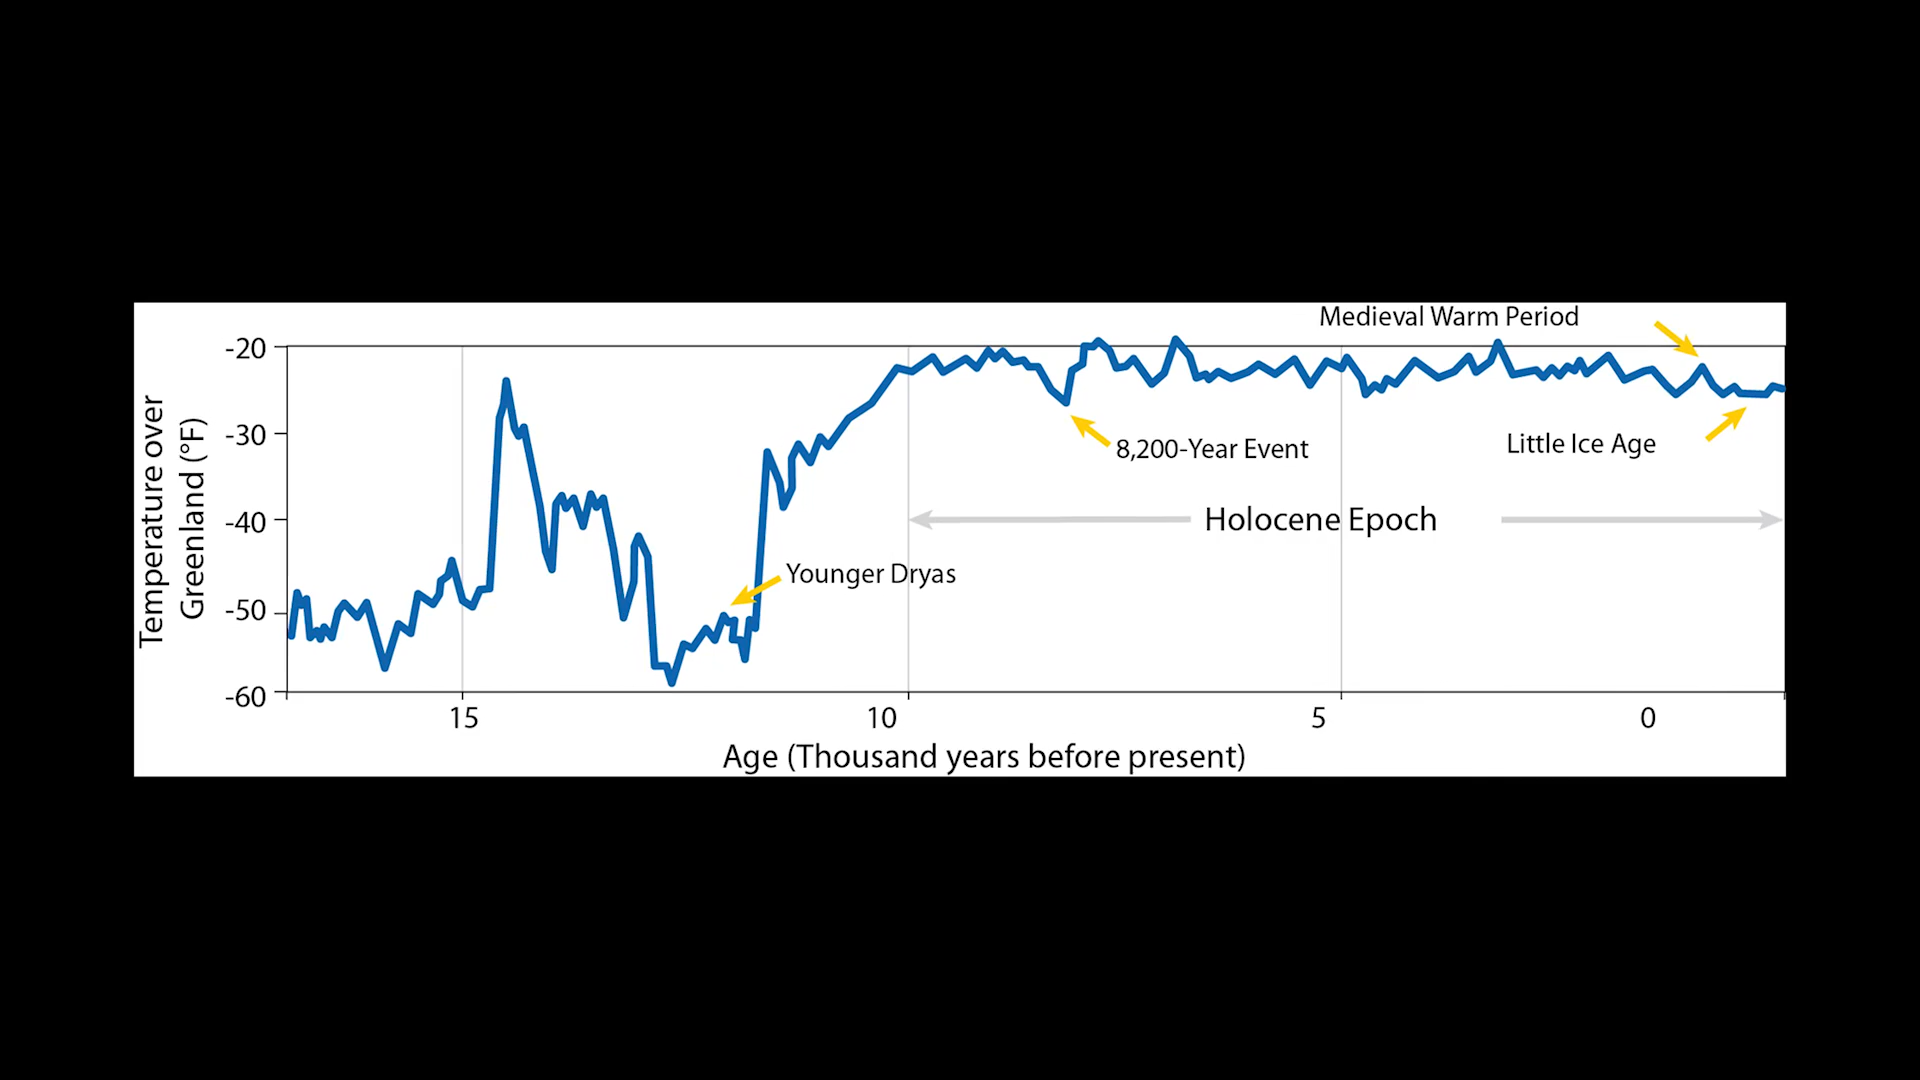 Medieval Warm Period
-20
-30
-40
-50
-60
Temperature over
Greenland (°F)
8,200-Year Event
Little Ice Age
Holocene Epoch
Younger Dryas
15
10
5
0
Age (Thousand years before present)